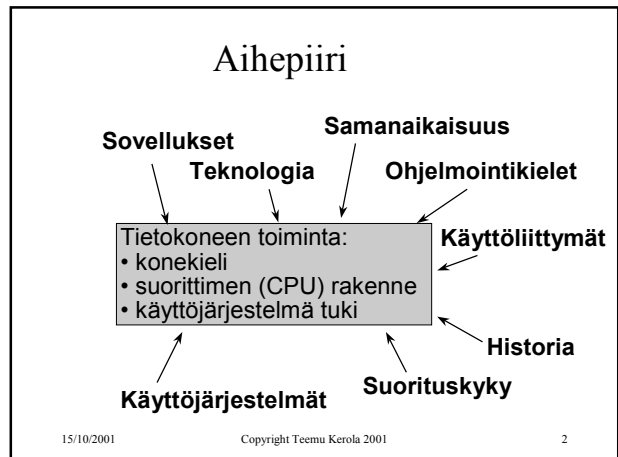 Aihepiiri
Samanaikaisuus
Sovellukset
Teknologia
Ohjelmointikielet
Tietokoneen toiminta:
• konekieli
• suorittimen (CPU) rakenne
• käyttöjärjestelmä tuki
Käyttöliittymät
Historia
Suorituskyky
Käyttöjärjestelmät
15/10/2001
Copyright Teemu Kerola 2001
2